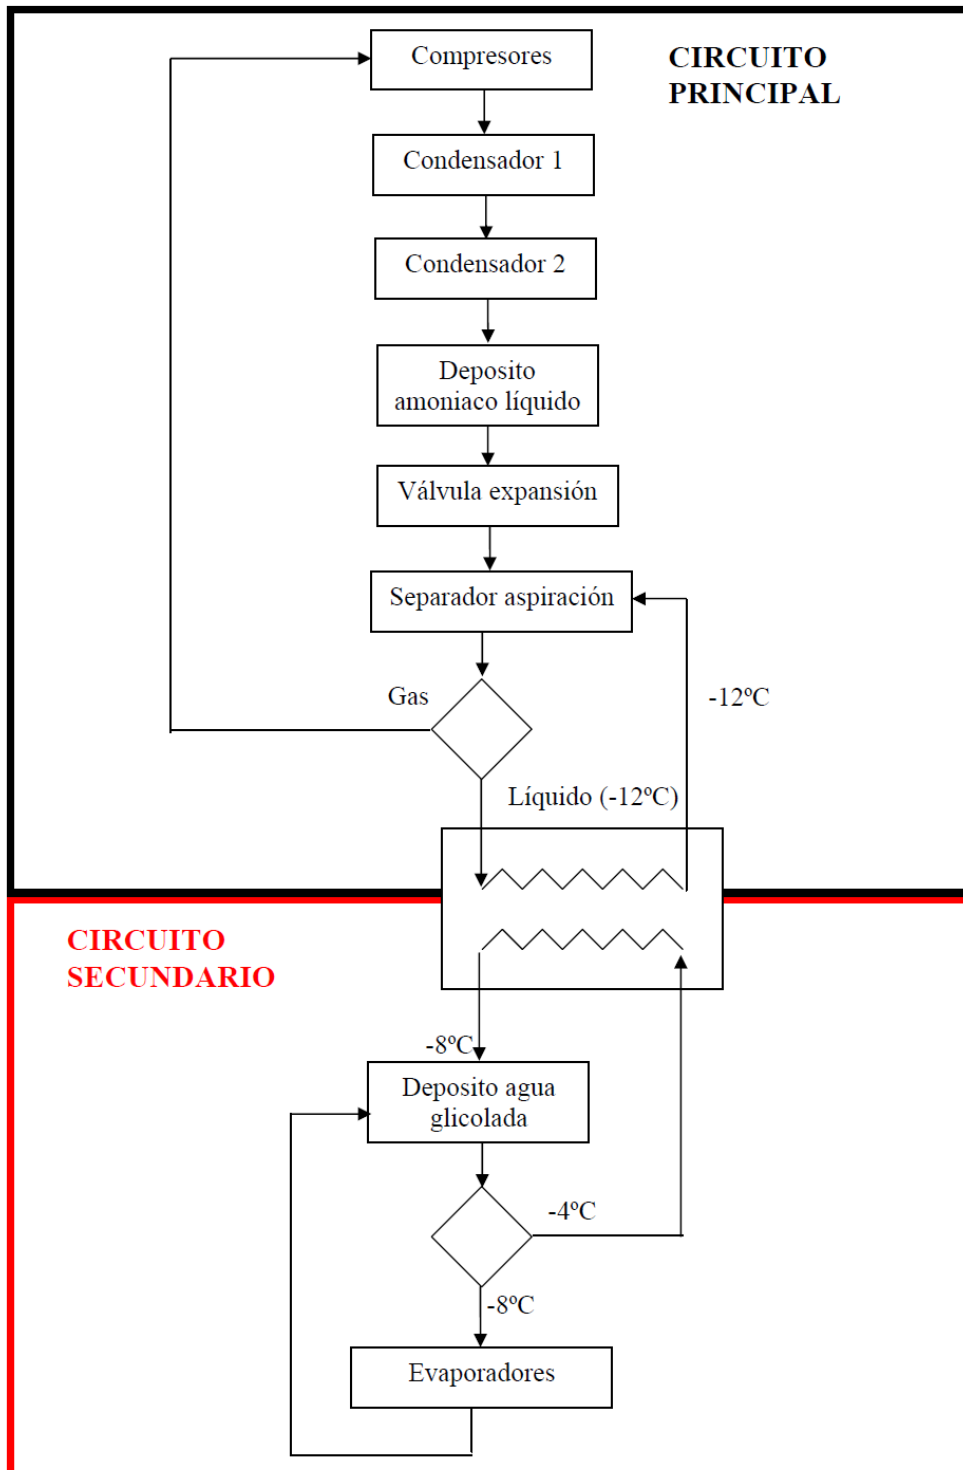 Compresores
CIRCUITO
PRINCIPAL
Condensador 1
Condensador 2
Deposito
amoniaco líquido
Válvula expansión
Separador aspiración
Gas
-12ºC
Líquido (-12ºC)
CIRCUITO
SECUNDARIO
-8ºC
Deposito agua
glicolada
-4ºC
-8ºC
Evaporadores